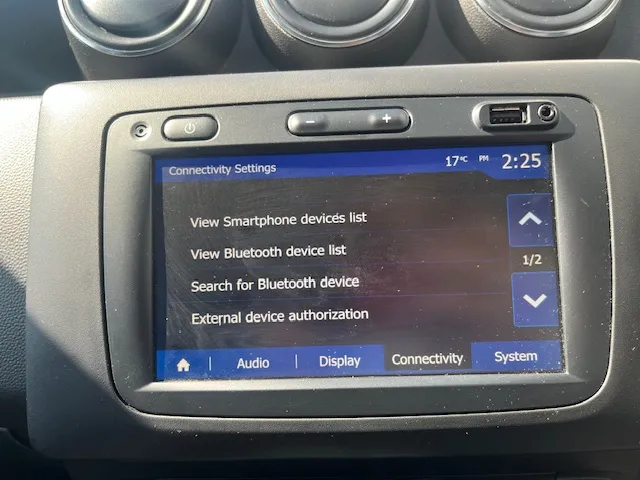 Connectivity Settings 17°C PM 2:25
View Smartphone devices list
View Bluetooth device list
1/2
Search for Bluetooth device
External device authorization
Audio Display Connectivity System